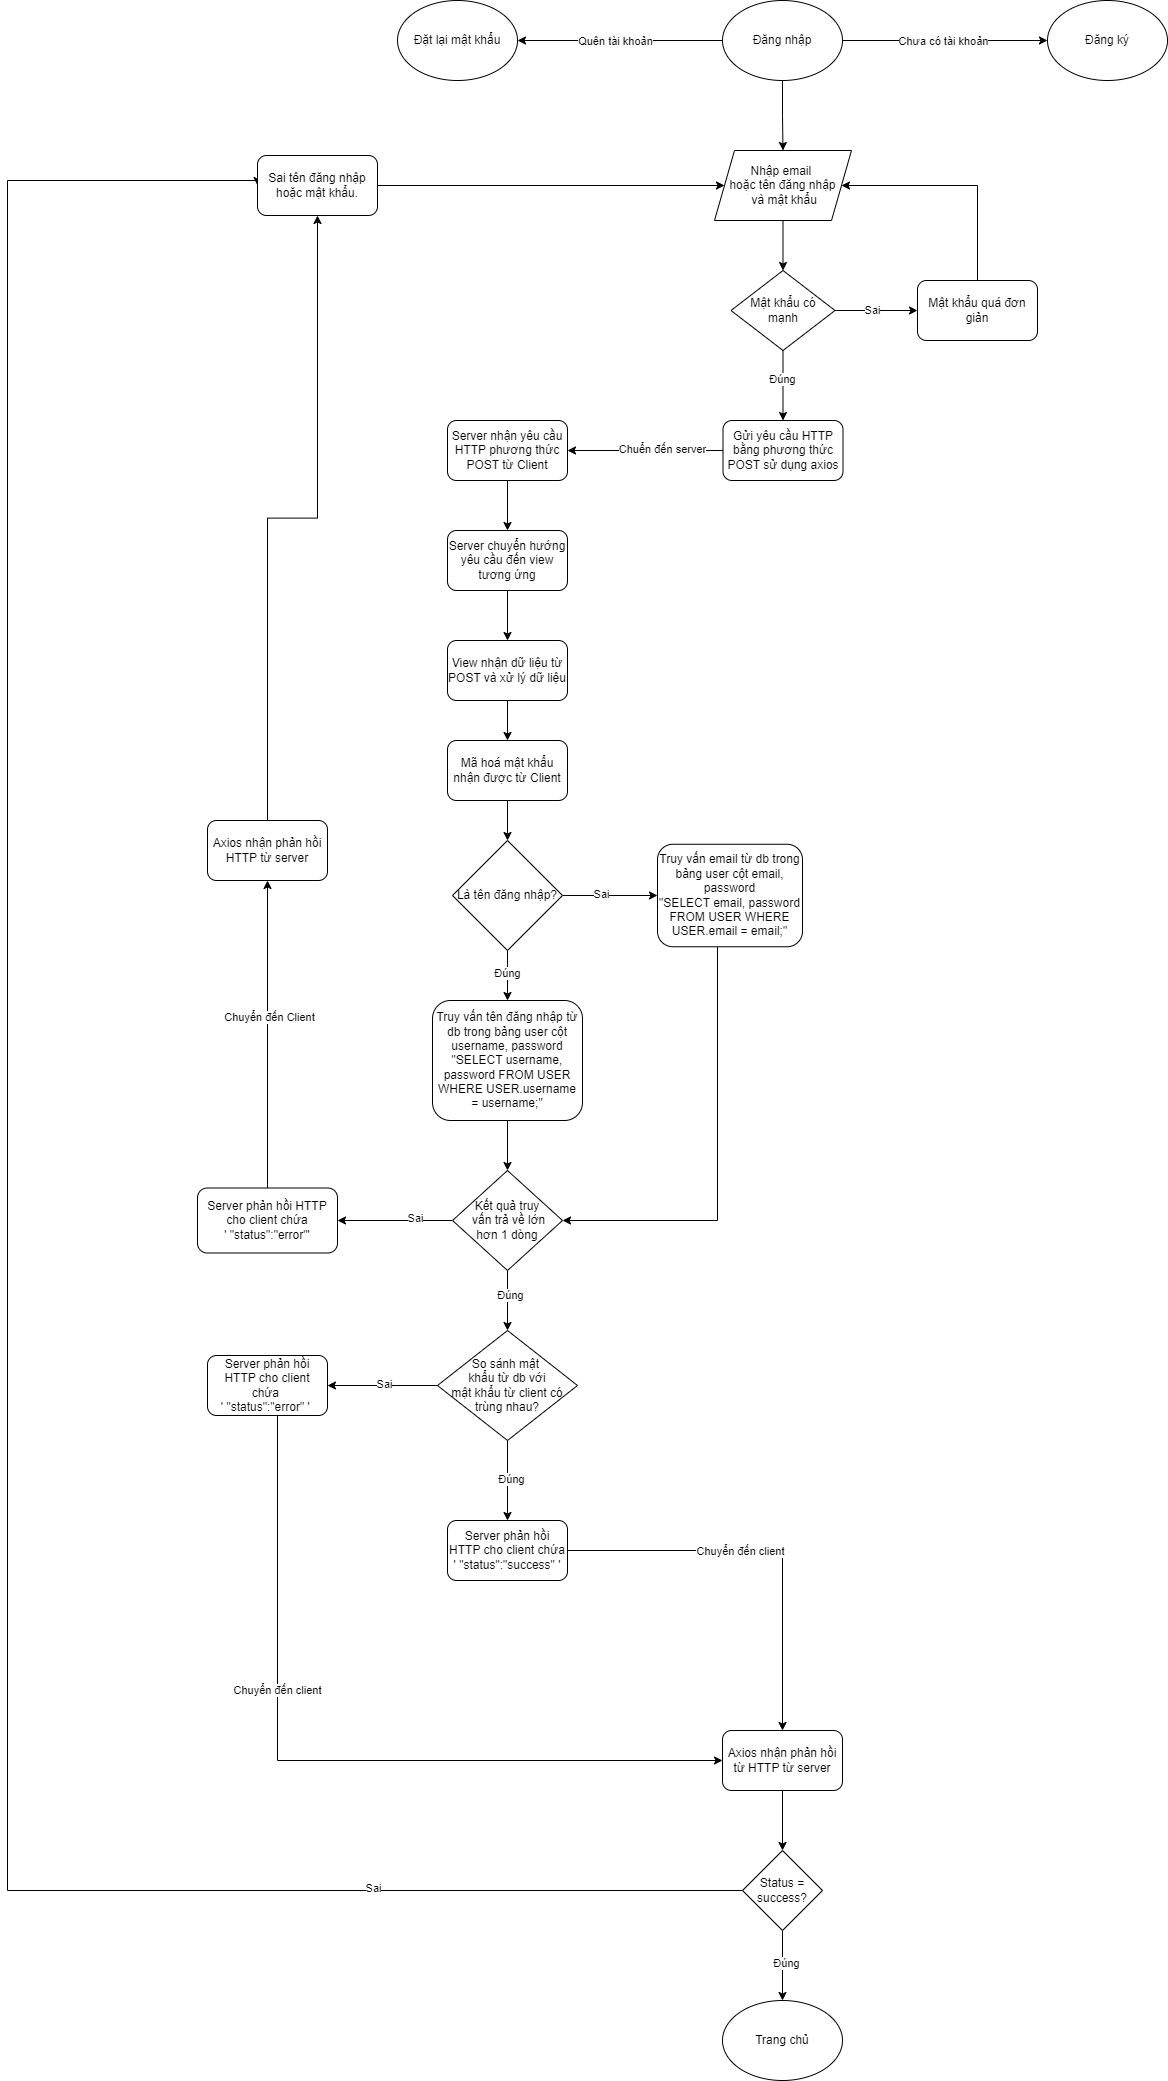 Đặt lại mật khẩu
Quên tài khoản
Đăng nhập
Chưa có tài khoản
Đăng ký
Sai tên đăng nhập
hoặc mật khẩu.
Nhập email
hoặc tên đăng nhập
và mật khẩu
Mật khẩu có
mạnh
Sai
Mật khẩu quá đơn
giản
Đúng
Gửi yêu cầu HTTP
bằng phương thức
POST sử dụng axios
Chuển đến server
Server nhận yêu cầu
HTTP phương thức
POST từ Client
Server chuyển hướng
yêu cầu đến view
tương ứng
View nhận dữ liệu từ
POST và xử lý dữ liệu
Mã hoá mật khẩu
nhận được từ Client
Axios nhận phản hồi
HTTP từ server
Là tên đăng nhập?
Sai
Truy vấn email từ db trong
bảng user cột email,
password
"SELECT email, password
FROM USER WHERE
USER.email = email;"
Đúng
Chuyển đến Client
Truy vấn tên đăng nhập từ
db trong bảng user cột
username, password
"SELECT username,
password FROM USER
WHERE USER.username
= username;"
Server phản hồi HTTP
cho client chứa
' "status":"error"'
Sai
Kết quả truy
vấn trả về lớn
hơn 1 dòng
Đúng
Server phản hồi
HTTP cho client
chứa
' "status":"error" '
Sai
So sánh mật
khẩu từ db với
mật khẩu từ client có
trùng nhau?
Đúng
Server phản hồi
HTTP cho client chứa
' "status":"success" '
Chuyển đến client
Chuyển đến client
Axios nhận phản hồi
từ HTTP từ server
Sai
Status =
success?
Đúng
Trang chủ